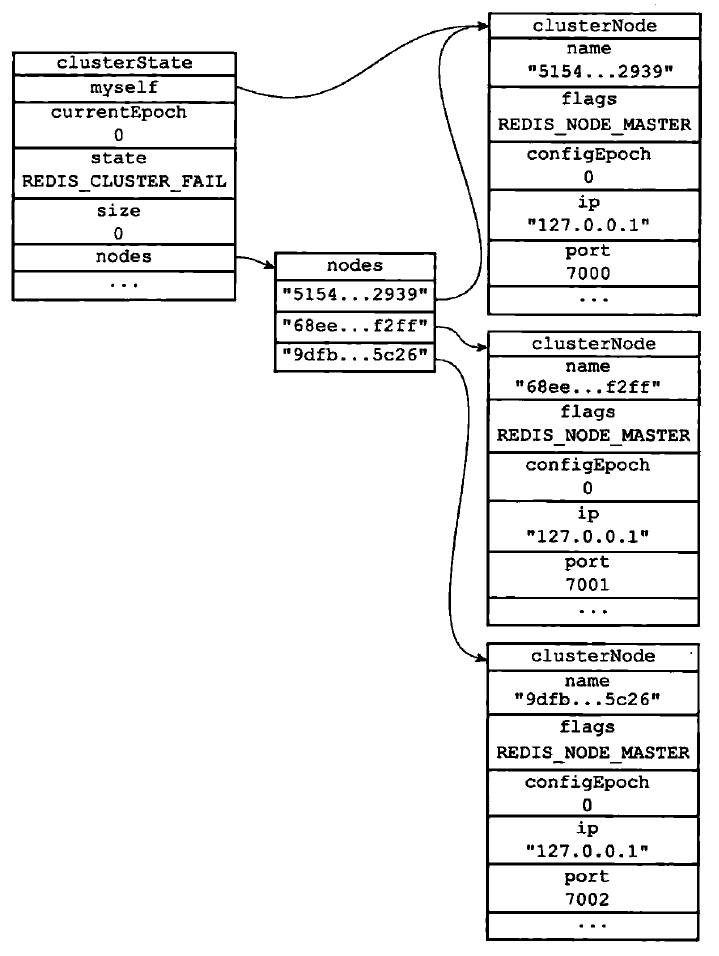 clusterState
myself
currentEpoch
0
state
REDIS_CLUSTER_FAIL
size
0
nodes
...
nodes
"5154...2939"
"68ee...f2ff"
"9dfb...5c26"
clusterNode
name
"5154...2939"
flags
REDIS_NODE_MASTER
configEpoch
0
ip
"127.0.0.1"
port
7000
...
clusterNode
name
"68ee...f2ff"
flags
REDIS_NODE_MASTER
configEpoch
0
ip
"127.0.0.1"
port
7001
...
clusterNode
name
"9dfb...5c26"
flags
REDIS_NODE_MASTER
configEpoch
0
ip
"127.0.0.1"
port
7002
...